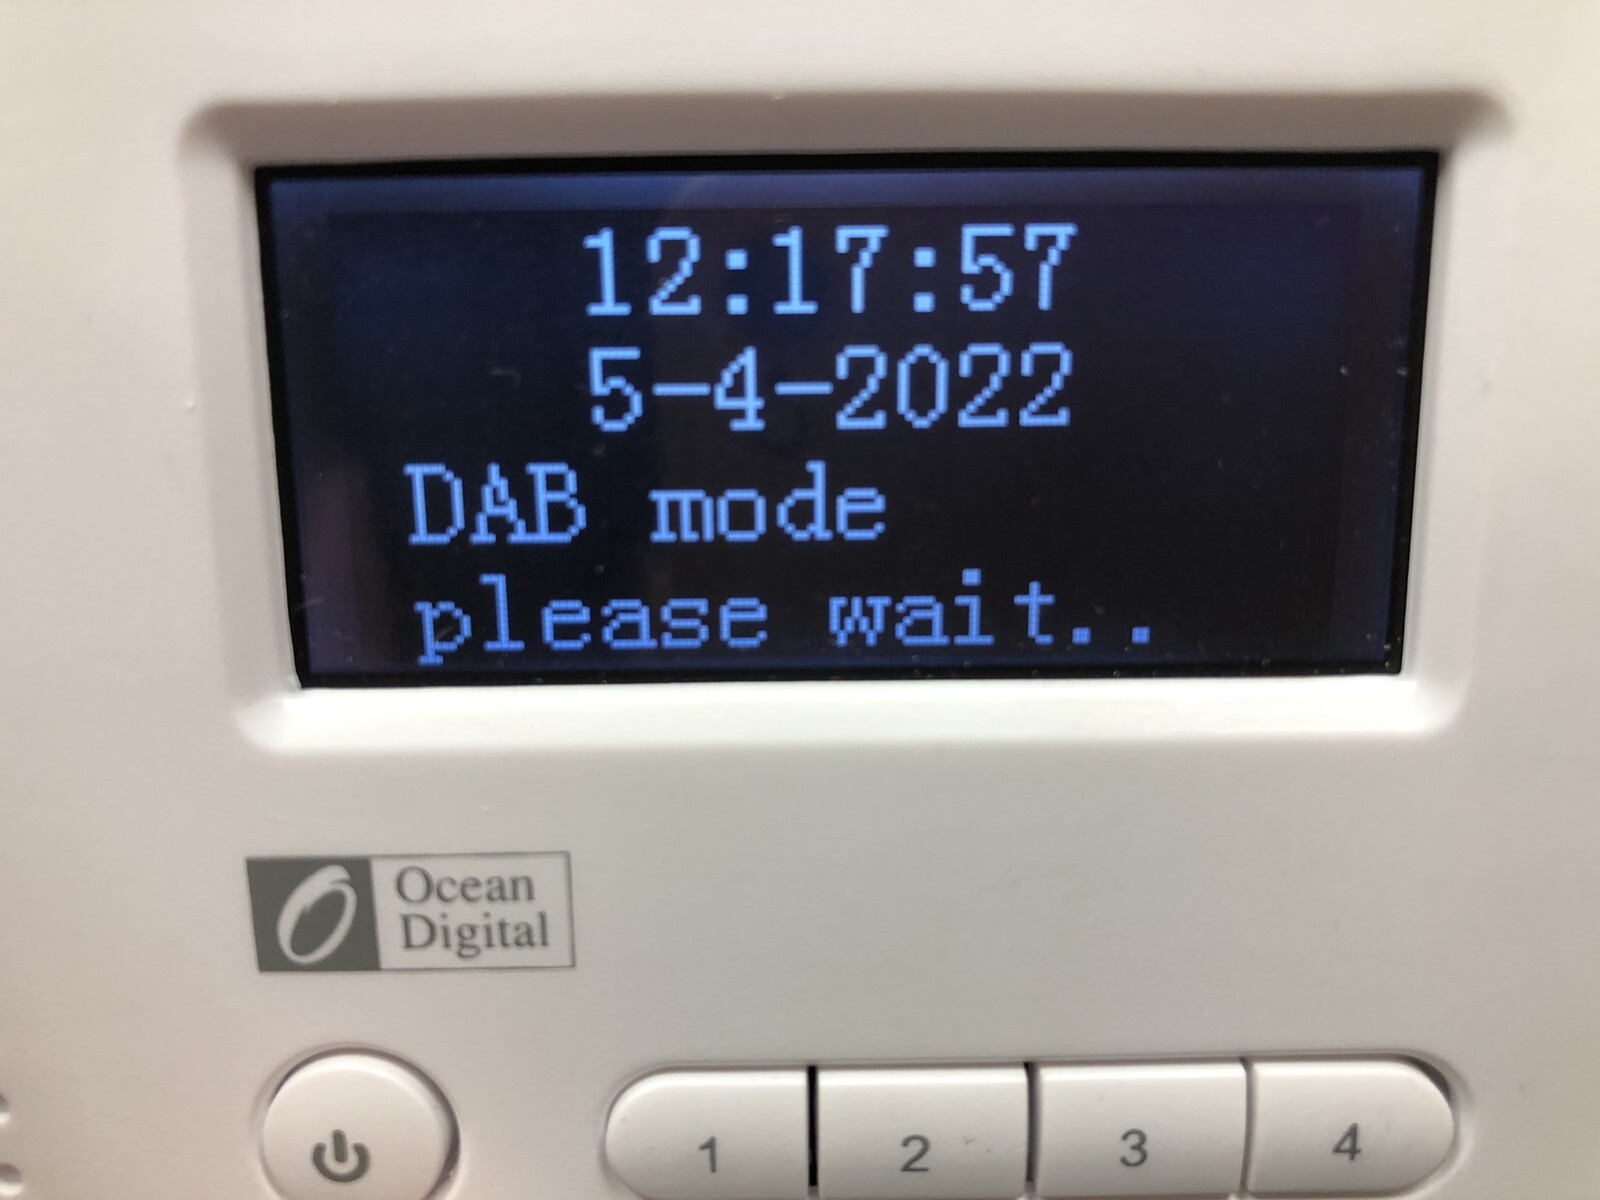 12:17:57
5-4-2022
DAB mode
please wait..
Ocean
Digital
1 2 3 4